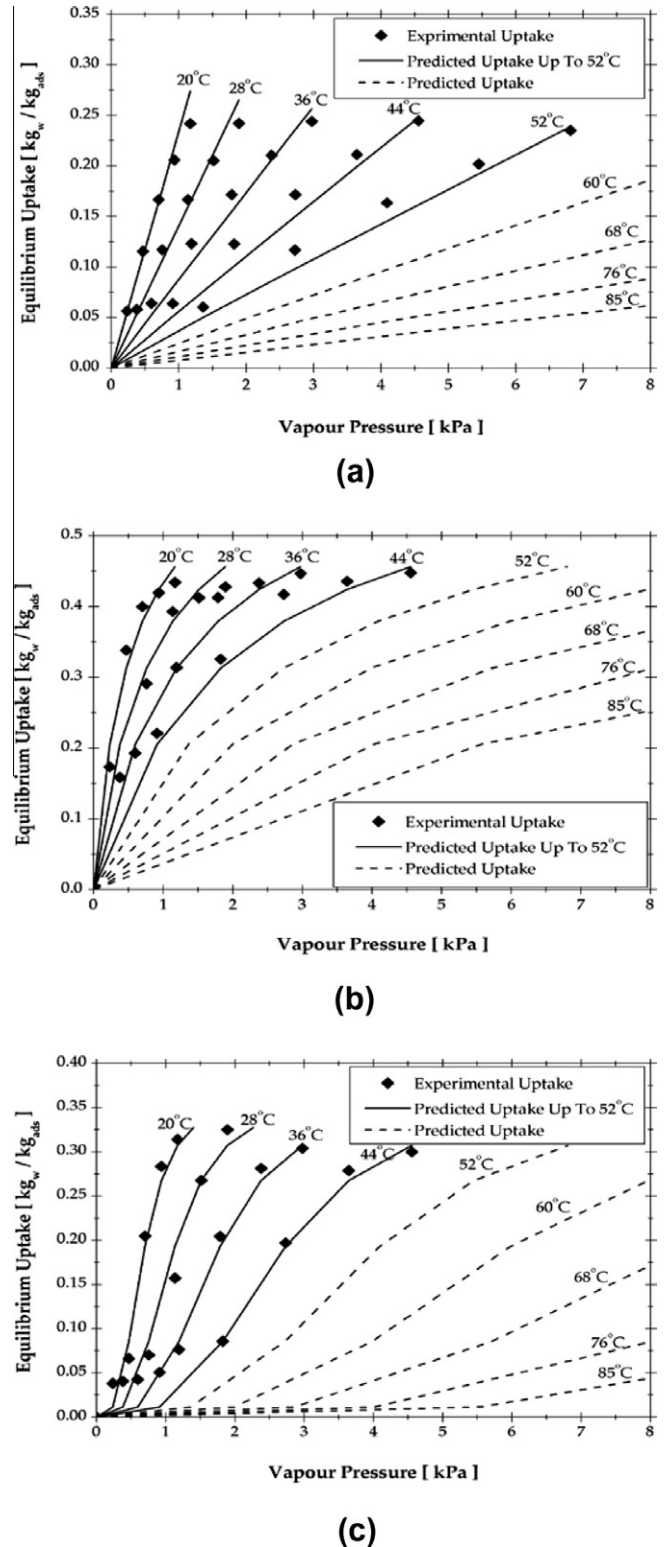 0.35
0.30
0.25
0.20
0.15
0.10
0.05
0.00
Equilibrium Uptake [ kg_w / kg_ads ]
Exprimental Uptake
Predicted Uptake Up To 52°C
Predicted Uptake
20°C
28°C
36°C
44°C
52°C
60°C
68°C
76°C
85°C
0 1 2 3 4 5 6 7 8
Vapour Pressure [ kPa ]
(a)
0.5
0.4
0.3
0.2
0.1
0.0
Equilibrium Uptake [ kg_w / kg_ads ]
20°C
28°C
36°C
44°C
52°C
60°C
68°C
76°C
85°C
Experimental Uptake
Predicted Uptake Up To 52°C
Predicted Uptake
0 1 2 3 4 5 6 7 8
Vapour Pressure [ kPa ]
(b)
0.40
0.35
0.30
0.25
0.20
0.15
0.10
0.05
0.00
Equilibrium Uptake [ kg_w / kg_ads ]
Experimental Uptake
Predicted Uptake Up To 52°C
Predicted Uptake
20°C
28°C
36°C
44°C
52°C
60°C
68°C
76°C
85°C
0 1 2 3 4 5 6 7 8
Vapour Pressure [ kPa ]
(c)